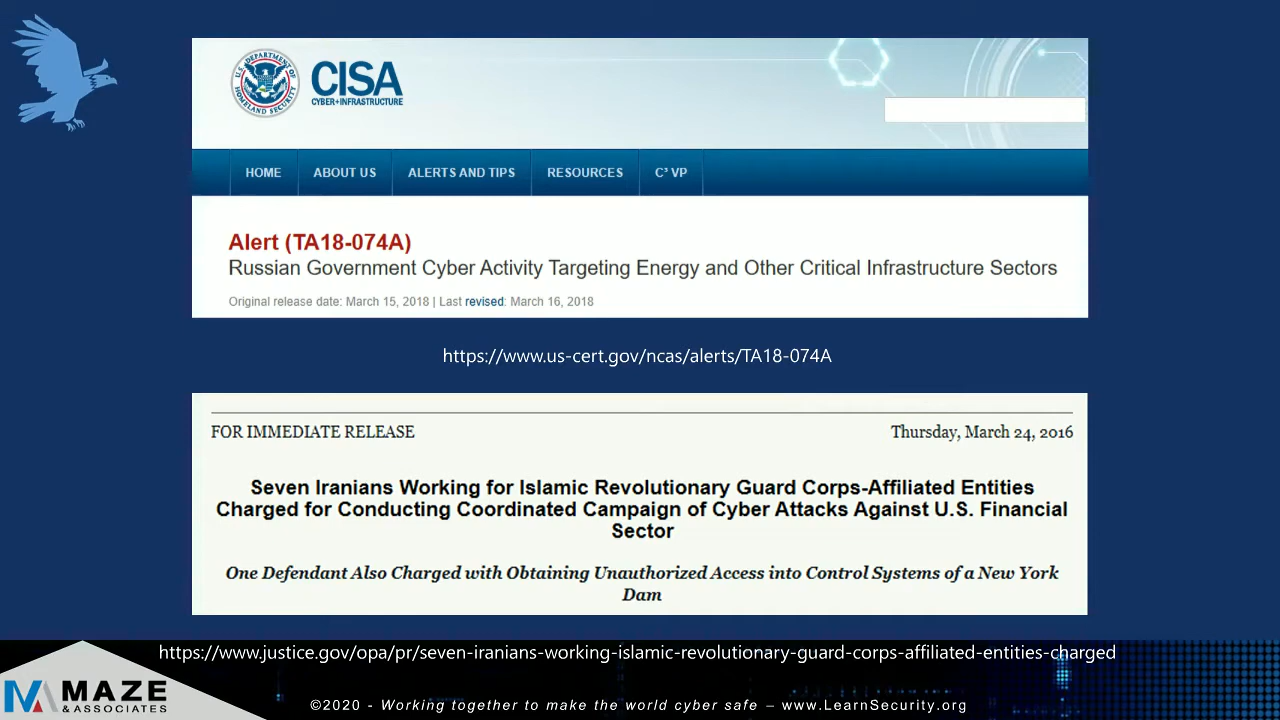 U.S. DEPARTMENT OF HOMELAND SECURITY
CISA
CYBER+INFRASTRUCTURE
HOME ABOUT US ALERTS AND TIPS RESOURCES C³ VP
Alert (TA18-074A)
Russian Government Cyber Activity Targeting Energy and Other Critical Infrastructure Sectors
Original release date: March 15, 2018 | Last revised: March 16, 2018
https://www.us-cert.gov/ncas/alerts/TA18-074A
FOR IMMEDIATE RELEASE Thursday, March 24, 2016
Seven Iranians Working for Islamic Revolutionary Guard Corps-Affiliated Entities
Charged for Conducting Coordinated Campaign of Cyber Attacks Against U.S. Financial
Sector
One Defendant Also Charged with Obtaining Unauthorized Access into Control Systems of a New York
Dam
https://www.justice.gov/opa/pr/seven-iranians-working-islamic-revolutionary-guard-corps-affiliated-entities-charged
MAZE
& ASSOCIATES
©2020 - Working together to make the world cyber safe – www.LearnSecurity.org